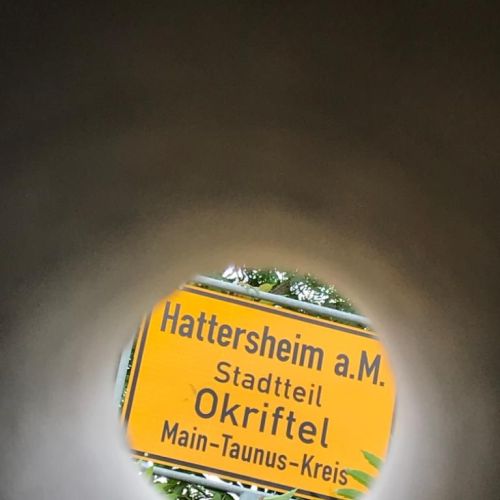 Hattersheim a.M.
Stadtteil
Okriftel
Main-Taunus-Kreis